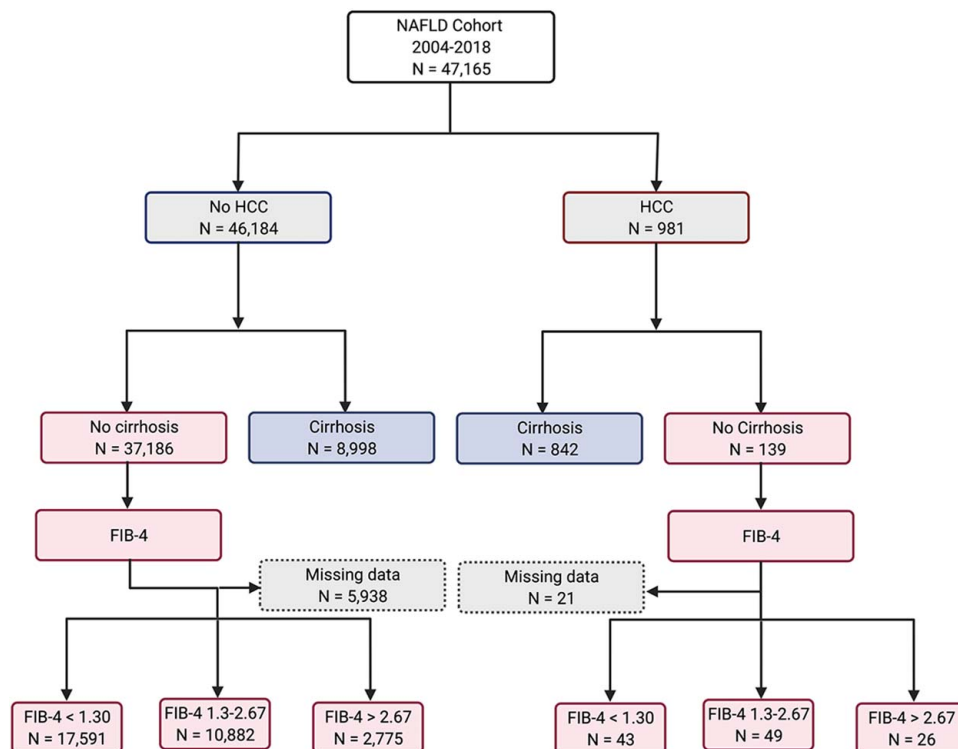 NAFLD Cohort
2004-2018
N = 47,165
No HCC
N = 46,184
HCC
N = 981
No cirrhosis
N = 37,186
Cirrhosis
N = 8,998
Cirrhosis
N = 842
No Cirrhosis
N = 139
FIB-4
FIB-4
Missing data
N = 5,938
Missing data
N = 21
FIB-4 < 1.30
N = 17,591
FIB-4 1.3-2.67
N = 10,882
FIB-4 > 2.67
N = 2,775
FIB-4 < 1.30
N = 43
FIB-4 1.3-2.67
N = 49
FIB-4 > 2.67
N = 26